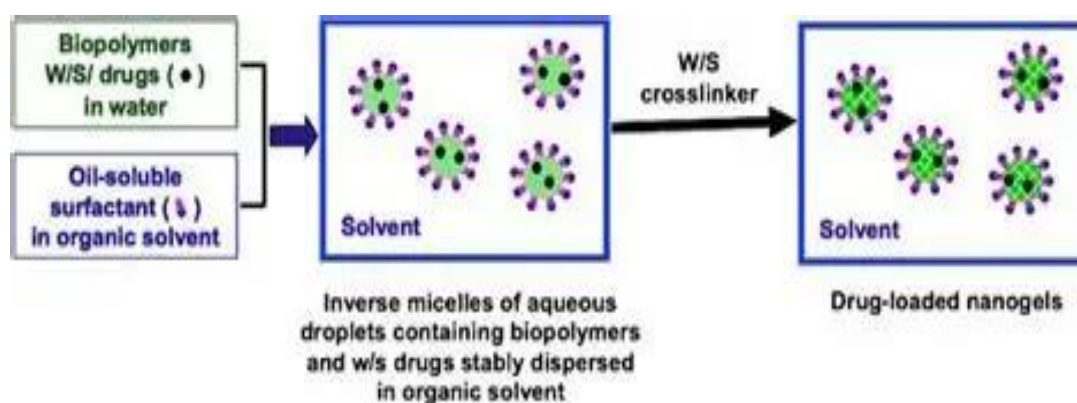 Biopolymers
W/S/ drugs ( ● )
in water
Oil-soluble
surfactant ( )
in organic solvent
Solvent
Inverse micelles of aqueous
droplets containing biopolymers
and w/s drugs stably dispersed
in organic solvent
W/S
crosslinker
Solvent
Drug-loaded nanogels